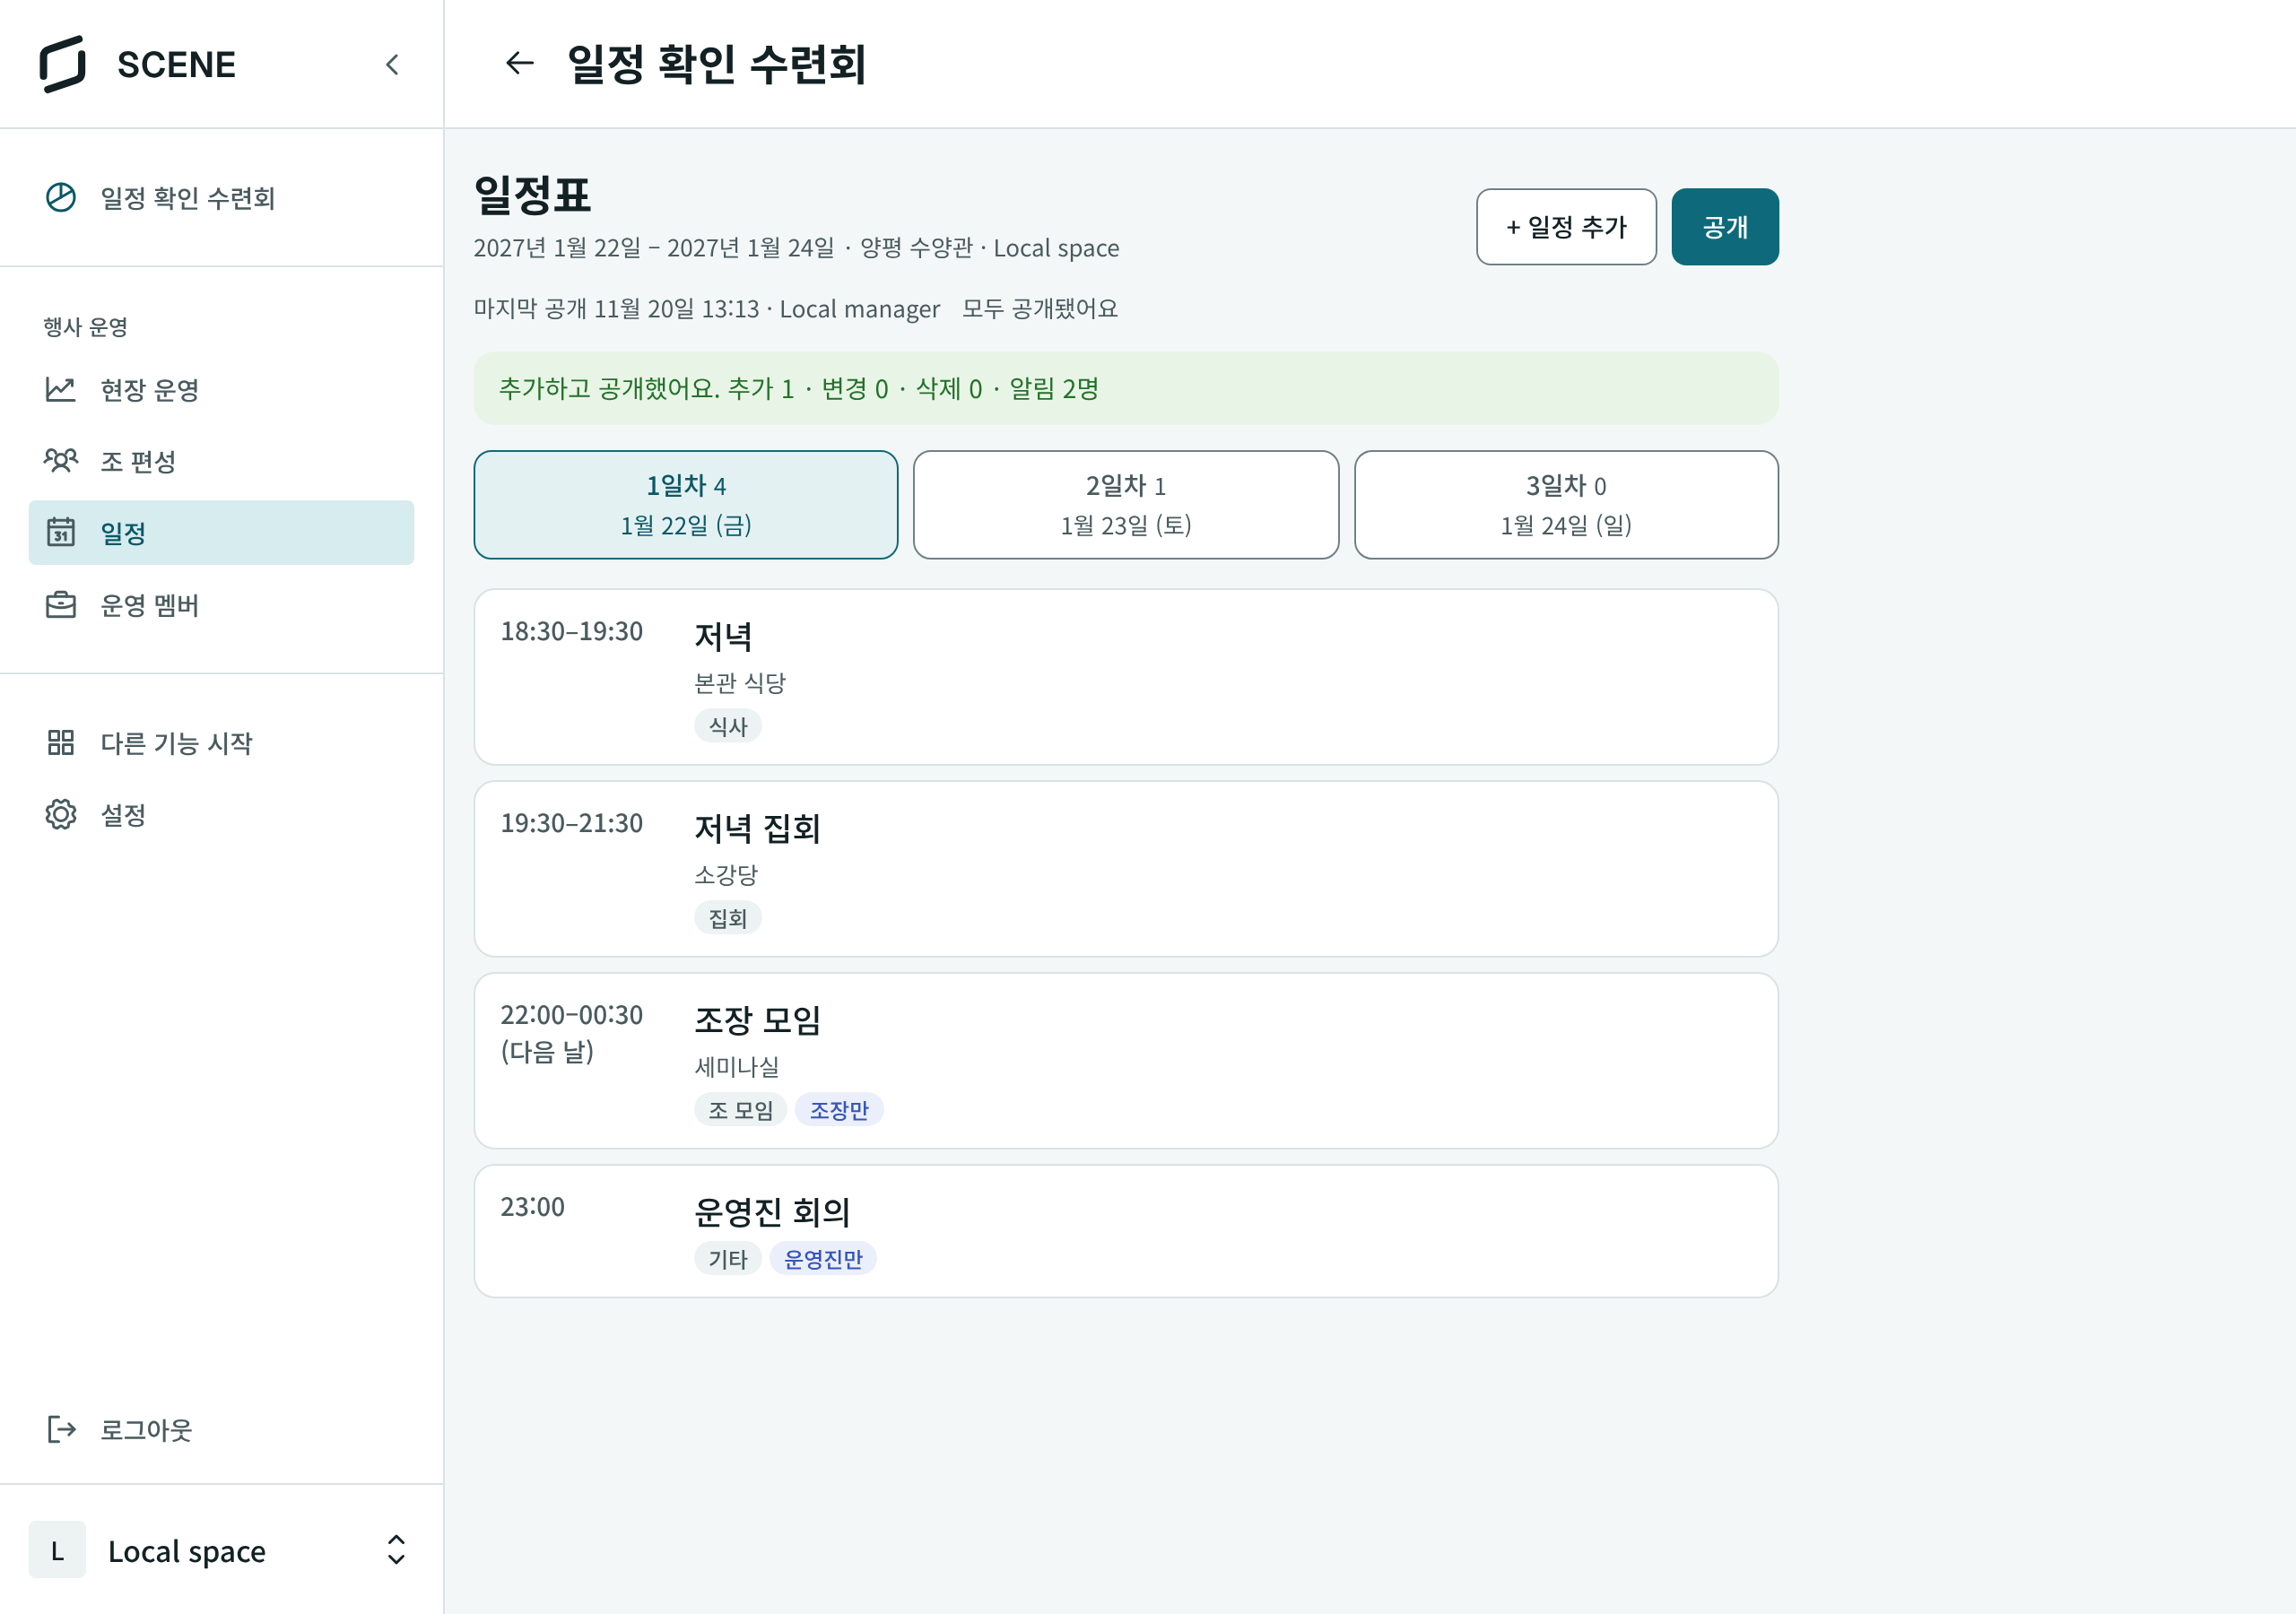 SCENE
일정 확인 수련회
행사 운영
현장 운영
조 편성
31
일정
운영 멤버
다른 기능 시작
설정
로그아웃
L
Local space
일정 확인 수련회
일정표
2027년 1월 22일 – 2027년 1월 24일 · 양평 수양관 · Local space
+ 일정 추가
공개
마지막 공개 11월 20일 13:13 · Local manager 모두 공개됐어요
추가하고 공개했어요. 추가 1 · 변경 0 · 삭제 0 · 알림 2명
1일차 4
1월 22일 (금)
2일차 1
1월 23일 (토)
3일차 0
1월 24일 (일)
18:30–19:30
저녁
본관 식당
식사
19:30–21:30
저녁 집회
소강당
집회
22:00–00:30
(다음 날)
조장 모임
세미나실
조 모임 조장만
23:00
운영진 회의
기타 운영진만